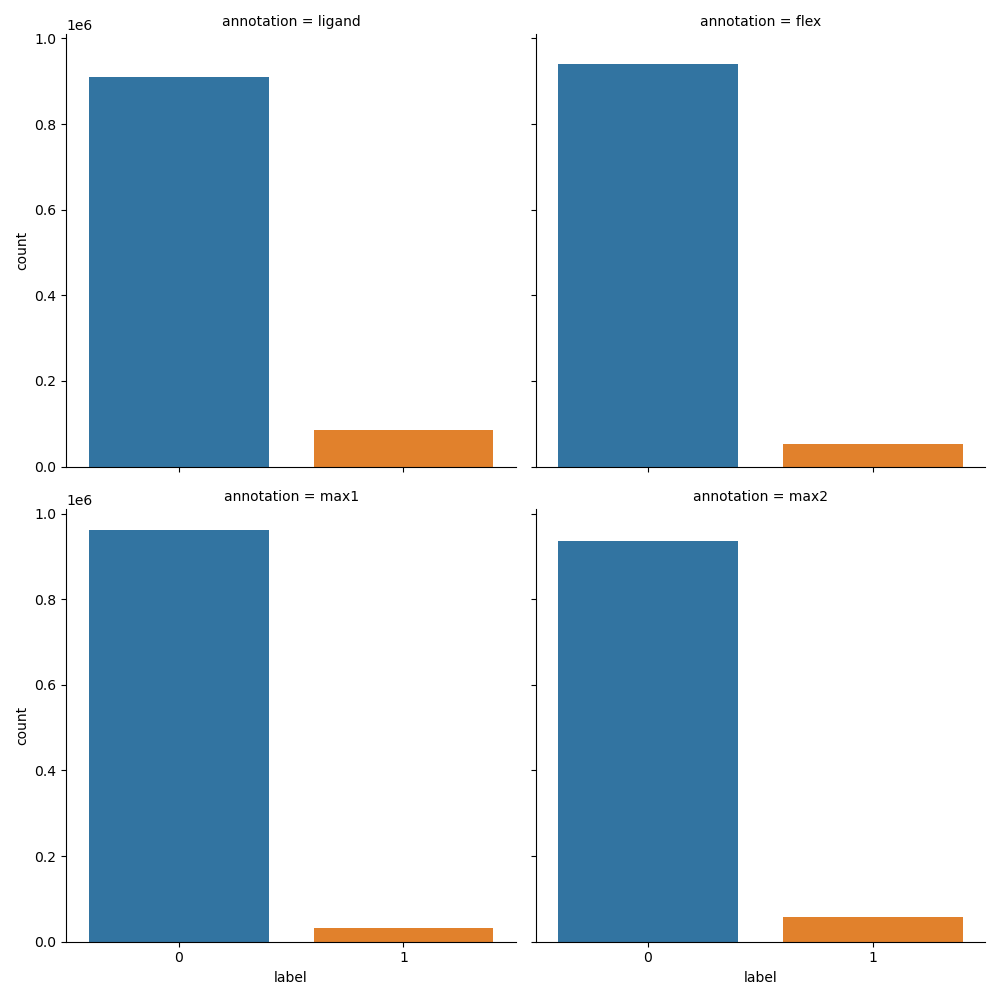 annotation = ligand
annotation = flex
1e6
1.0
0.8
0.6
0.4
0.2
0.0
count
annotation = max1
annotation = max2
1e6
1.0
0.8
0.6
0.4
0.2
0.0
count
0
1
0
1
label
label